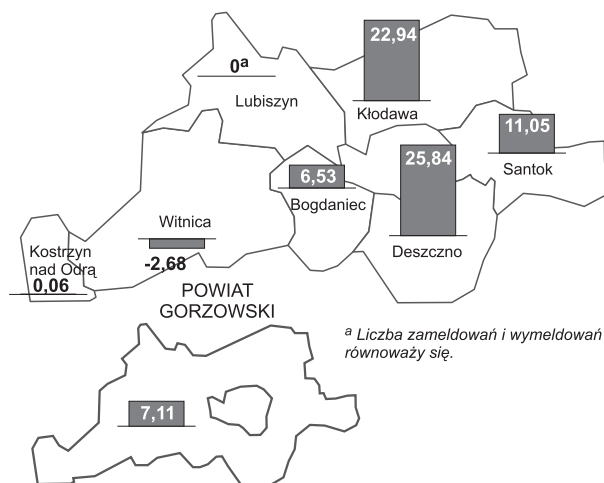 22,94
0a
Lubiszyn
Kłodawa
11,05
Santok
25,84
6,53
Bogdaniec
Witnica
Deszczno
Kostrzyn
nad Odrą
0,06
-2,68
POWIAT
GORZOWSKI
a Liczba zameldowań i wymeldowań
równoważy się.
7,11